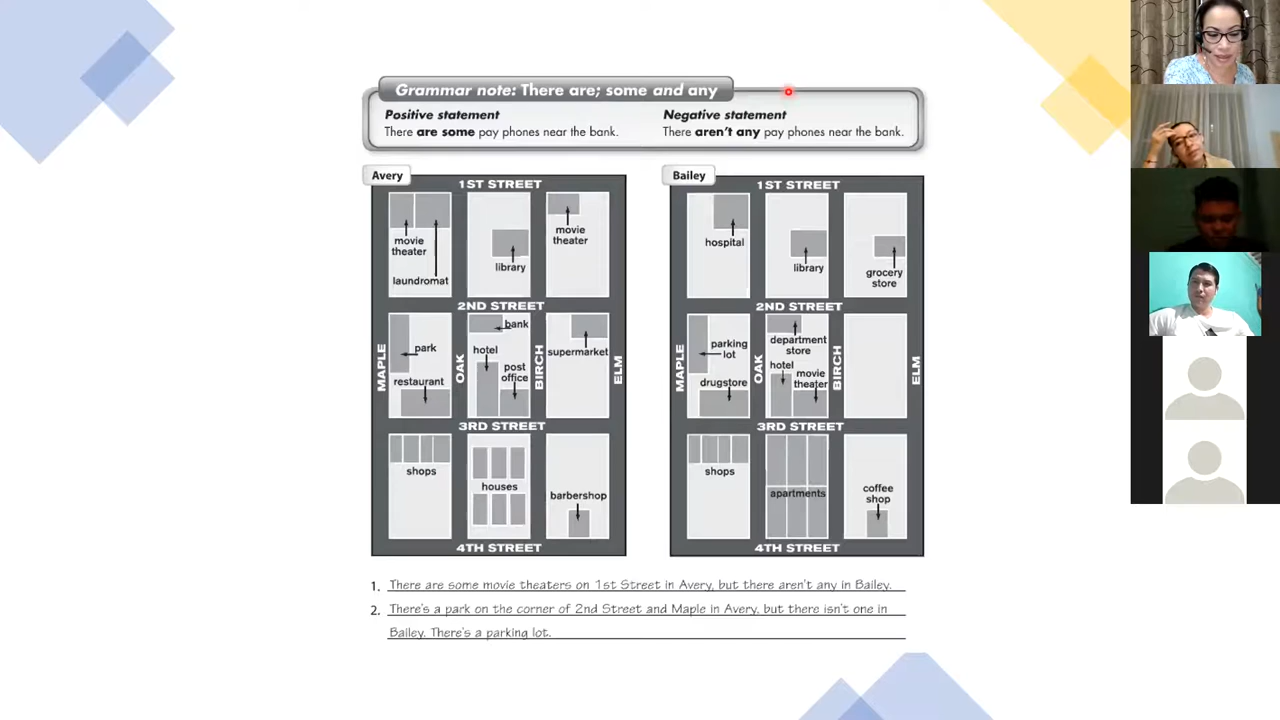 Grammar note: There are; some and any
Positive statement
There are some pay phones near the bank.
Negative statement
There aren't any pay phones near the bank.
Avery
1ST STREET
movie
theater
laundromat
library
movie
theater
2ND STREET
MAPLE
park
restaurant
OAK
bank
hotel
post
office
BIRCH
supermarket
ELM
3RD STREET
shops
houses
barbershop
4TH STREET
Bailey
1ST STREET
hospital
library
grocery
store
2ND STREET
MAPLE
parking
lot
drugstore
OAK
department
store
hotel
movie
theater
BIRCH
ELM
3RD STREET
shops
apartments
coffee
shop
4TH STREET
1. There are some movie theaters on 1st Street in Avery, but there aren't any in Bailey.
2. There's a park on the corner of 2nd Street and Maple in Avery, but there isn't one in
Bailey. There's a parking lot.